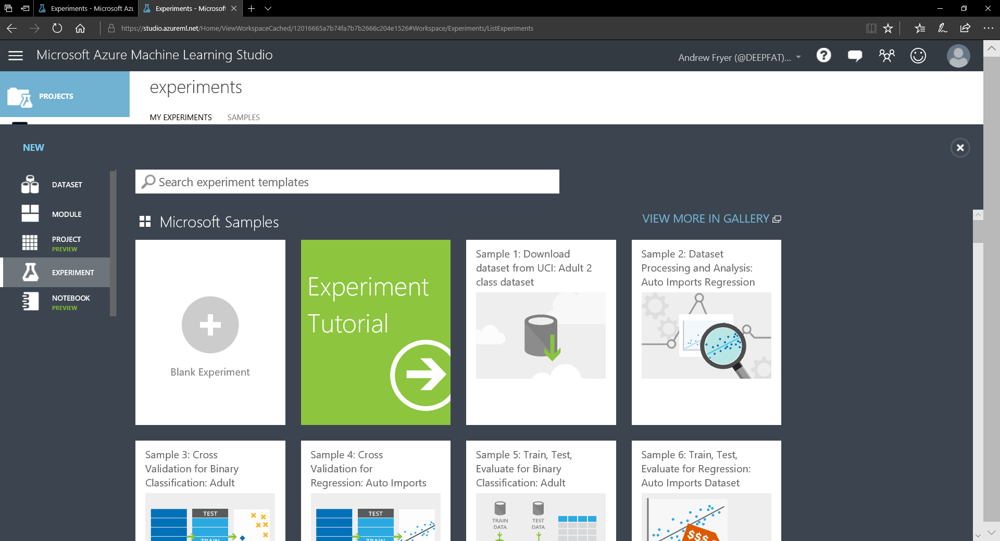 Experiments - Microsoft Azu
Experiments - Microsoft
https://studio.azureml.net/Home/ViewWorkspaceCached/12016665a7b74fa7b7b2666c204e1526#Workspace/Experiments/ListExperiments
Microsoft Azure Machine Learning Studio
Andrew Fryer (@DEEPFAT)...
PROJECTS
experiments
MY EXPERIMENTS
SAMPLES
NEW
DATASET
MODULE
PROJECT
PREVIEW
EXPERIMENT
NOTEBOOK
PREVIEW
Search experiment templates
Microsoft Samples
VIEW MORE IN GALLERY
Blank Experiment
Experiment
Tutorial
Sample 1: Download
dataset from UCI: Adult 2
class dataset
Sample 2: Dataset
Processing and Analysis:
Auto Imports Regression
Sample 3: Cross
Validation for Binary
Classification: Adult
TEST
TRAIN
Sample 4: Cross
Validation for
Regression: Auto Imports
TEST
TRAIN
Sample 5: Train, Test,
Evaluate for Binary
Classification: Adult
TRAIN
DATA
TEST
DATA
Sample 6: Train, Test,
Evaluate for Regression:
Auto Imports Dataset
$$$